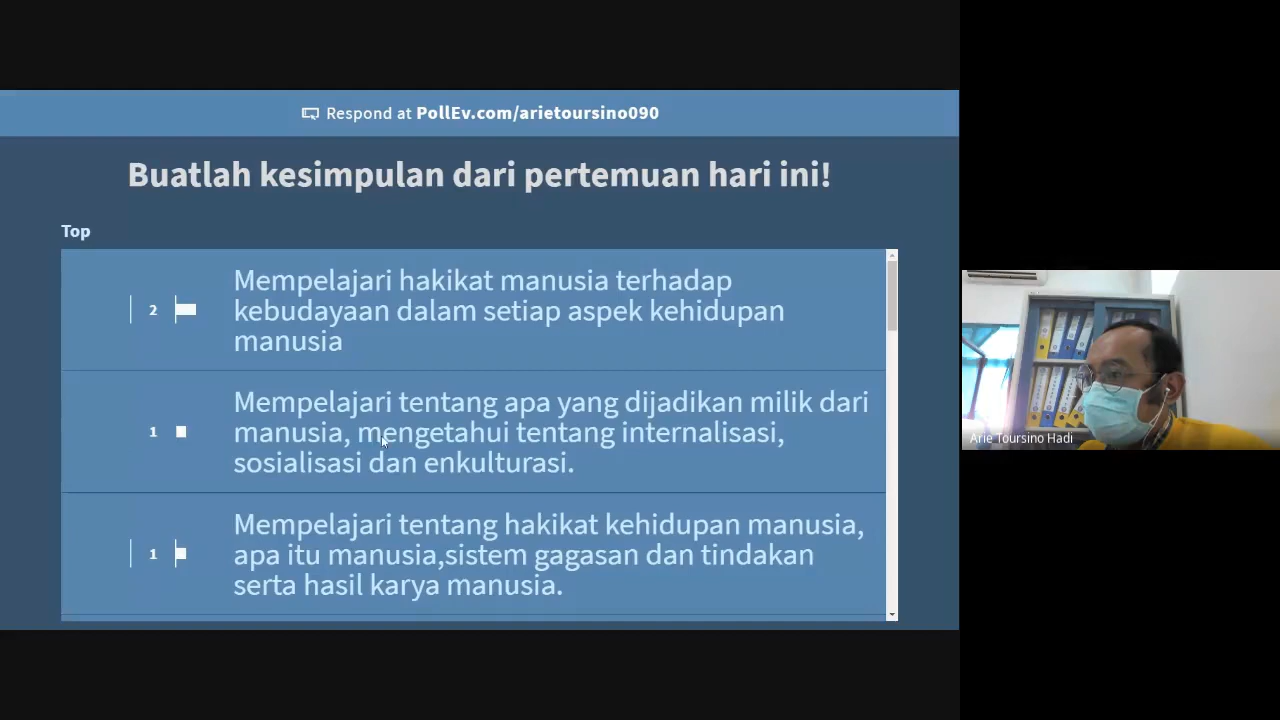 Respond at PollEv.com/arietoursino090
Buatlah kesimpulan dari pertemuan hari ini!
Top
2
Mempelajari hakikat manusia terhadap
kebudayaan dalam setiap aspek kehidupan
manusia
1
Mempelajari tentang apa yang dijadikan milik dari
manusia, mengetahui tentang internalisasi,
sosialisasi dan enkulturasi.
1
Mempelajari tentang hakikat kehidupan manusia,
apa itu manusia,sistem gagasan dan tindakan
serta hasil karya manusia.
Arie Toursino Hadi